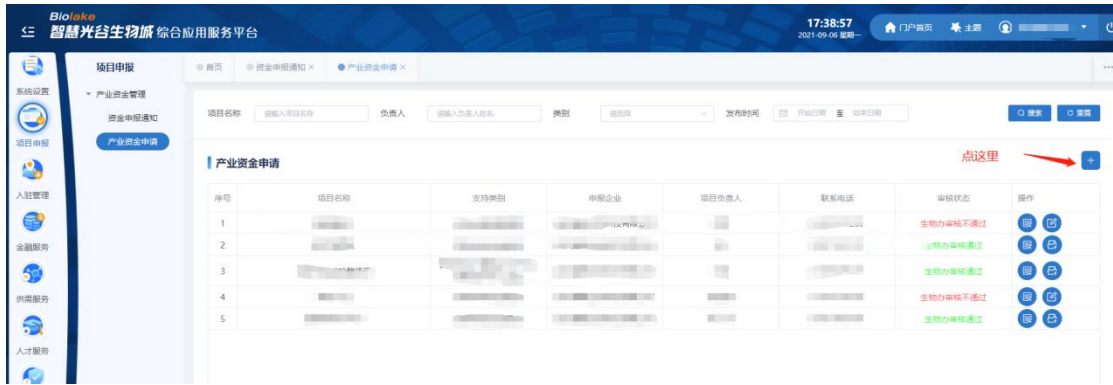 Biolake
智慧光谷生物城 综合应用服务平台
17:38:57
2021-09-06 星期一
门户首页
主题
系统设置
项目申报
入驻管理
金融服务
供需服务
人才服务
项目申报
产业资金管理
资金申报通知
产业资金申请
首页
资金申报通知 ×
产业资金申请 ×
项目名称 请输入项目名称 负责人 请输入负责人姓名 类别 请选择 发布时间 开始日期 至 结束日期 搜索 重置
产业资金申请
点这里
+
序号 项目名称 支持类别 申报企业 项目负责人 联系电话 审核状态 操作
1 生物办审核不通过
2 生物办审核通过
3 生物办审核通过
4 生物办审核不通过
5 生物办审核通过